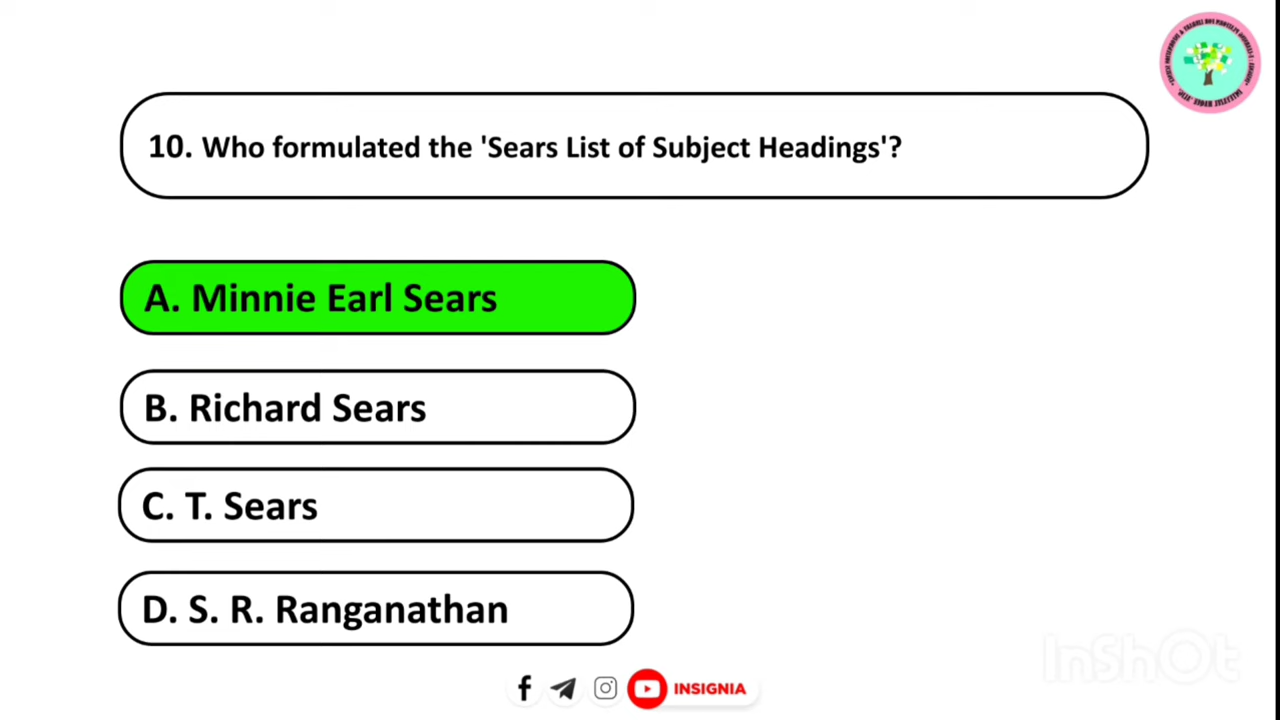 10. Who formulated the 'Sears List of Subject Headings'?
A. Minnie Earl Sears
B. Richard Sears
C. T. Sears
D. S. R. Ranganathan
INSIGNIA
InShOt